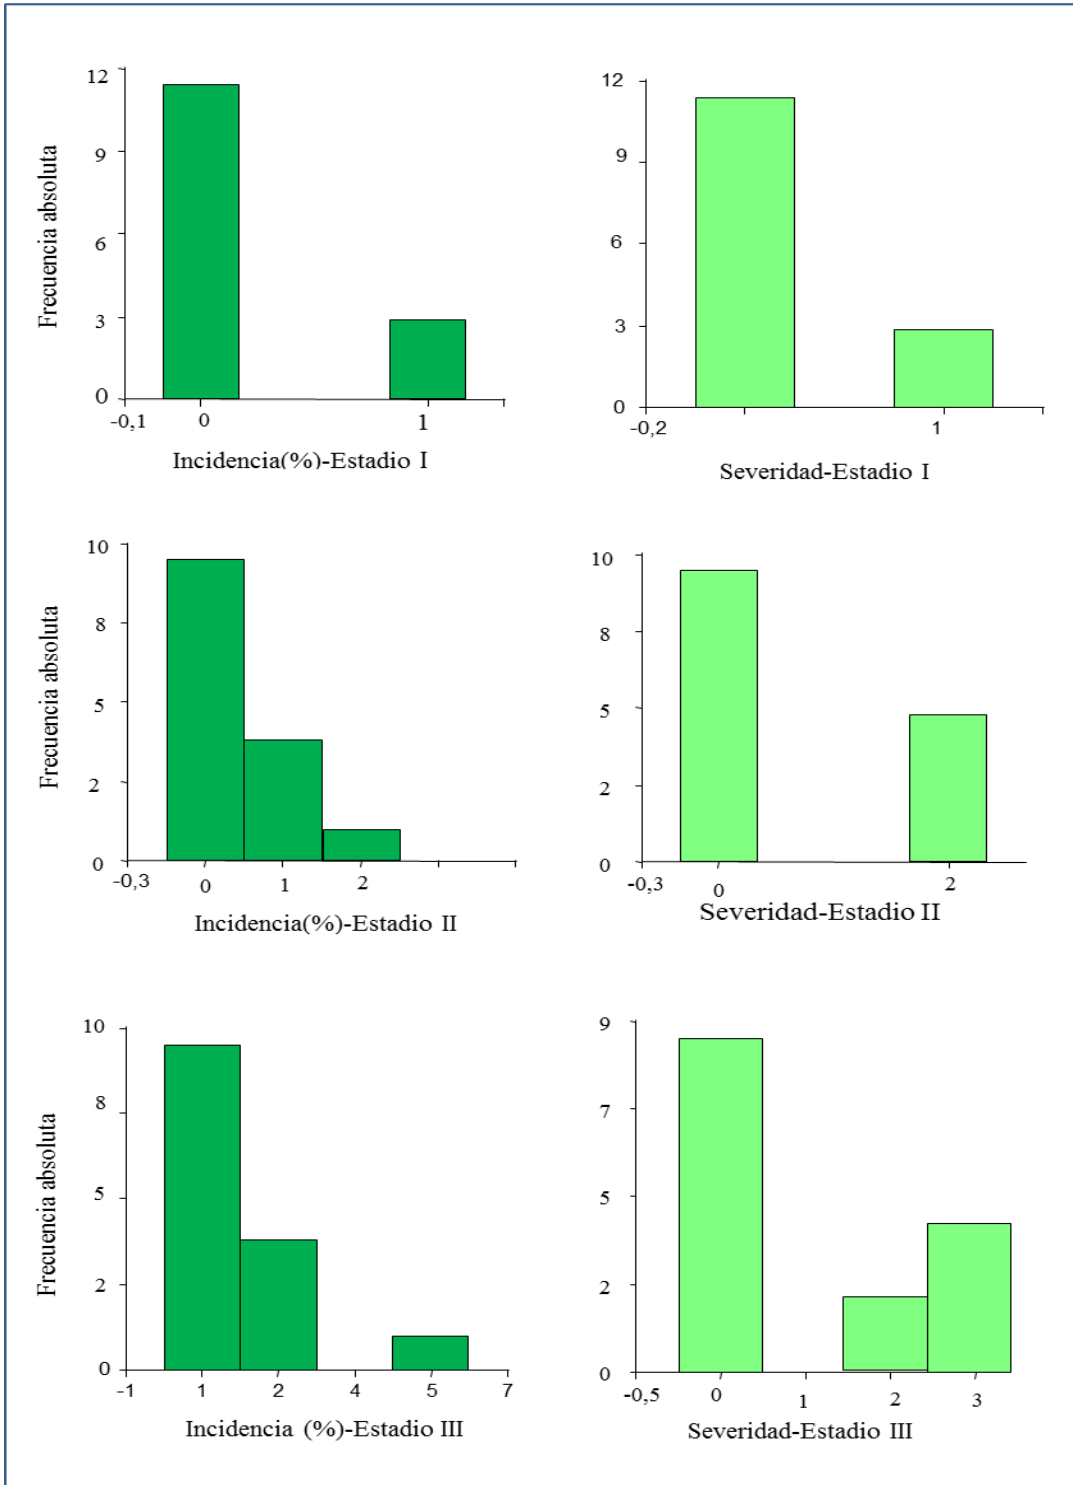 Frecuencia absoluta
12
9
6
3
0
-0,1 0 1
Incidencia(%)-Estadio I
12
9
6
3
0
-0,2 1
Severidad-Estadio I
Frecuencia absoluta
10
8
5
2
0
-0,3 0 1 2
Incidencia(%)-Estadio II
10
8
5
2
0
-0,3 0 2
Severidad-Estadio II
Frecuencia absoluta
10
8
5
2
0
-1 1 2 4 5 7
Incidencia (%)-Estadio III
9
7
5
2
0
-0,5 0 1 2 3
Severidad-Estadio III